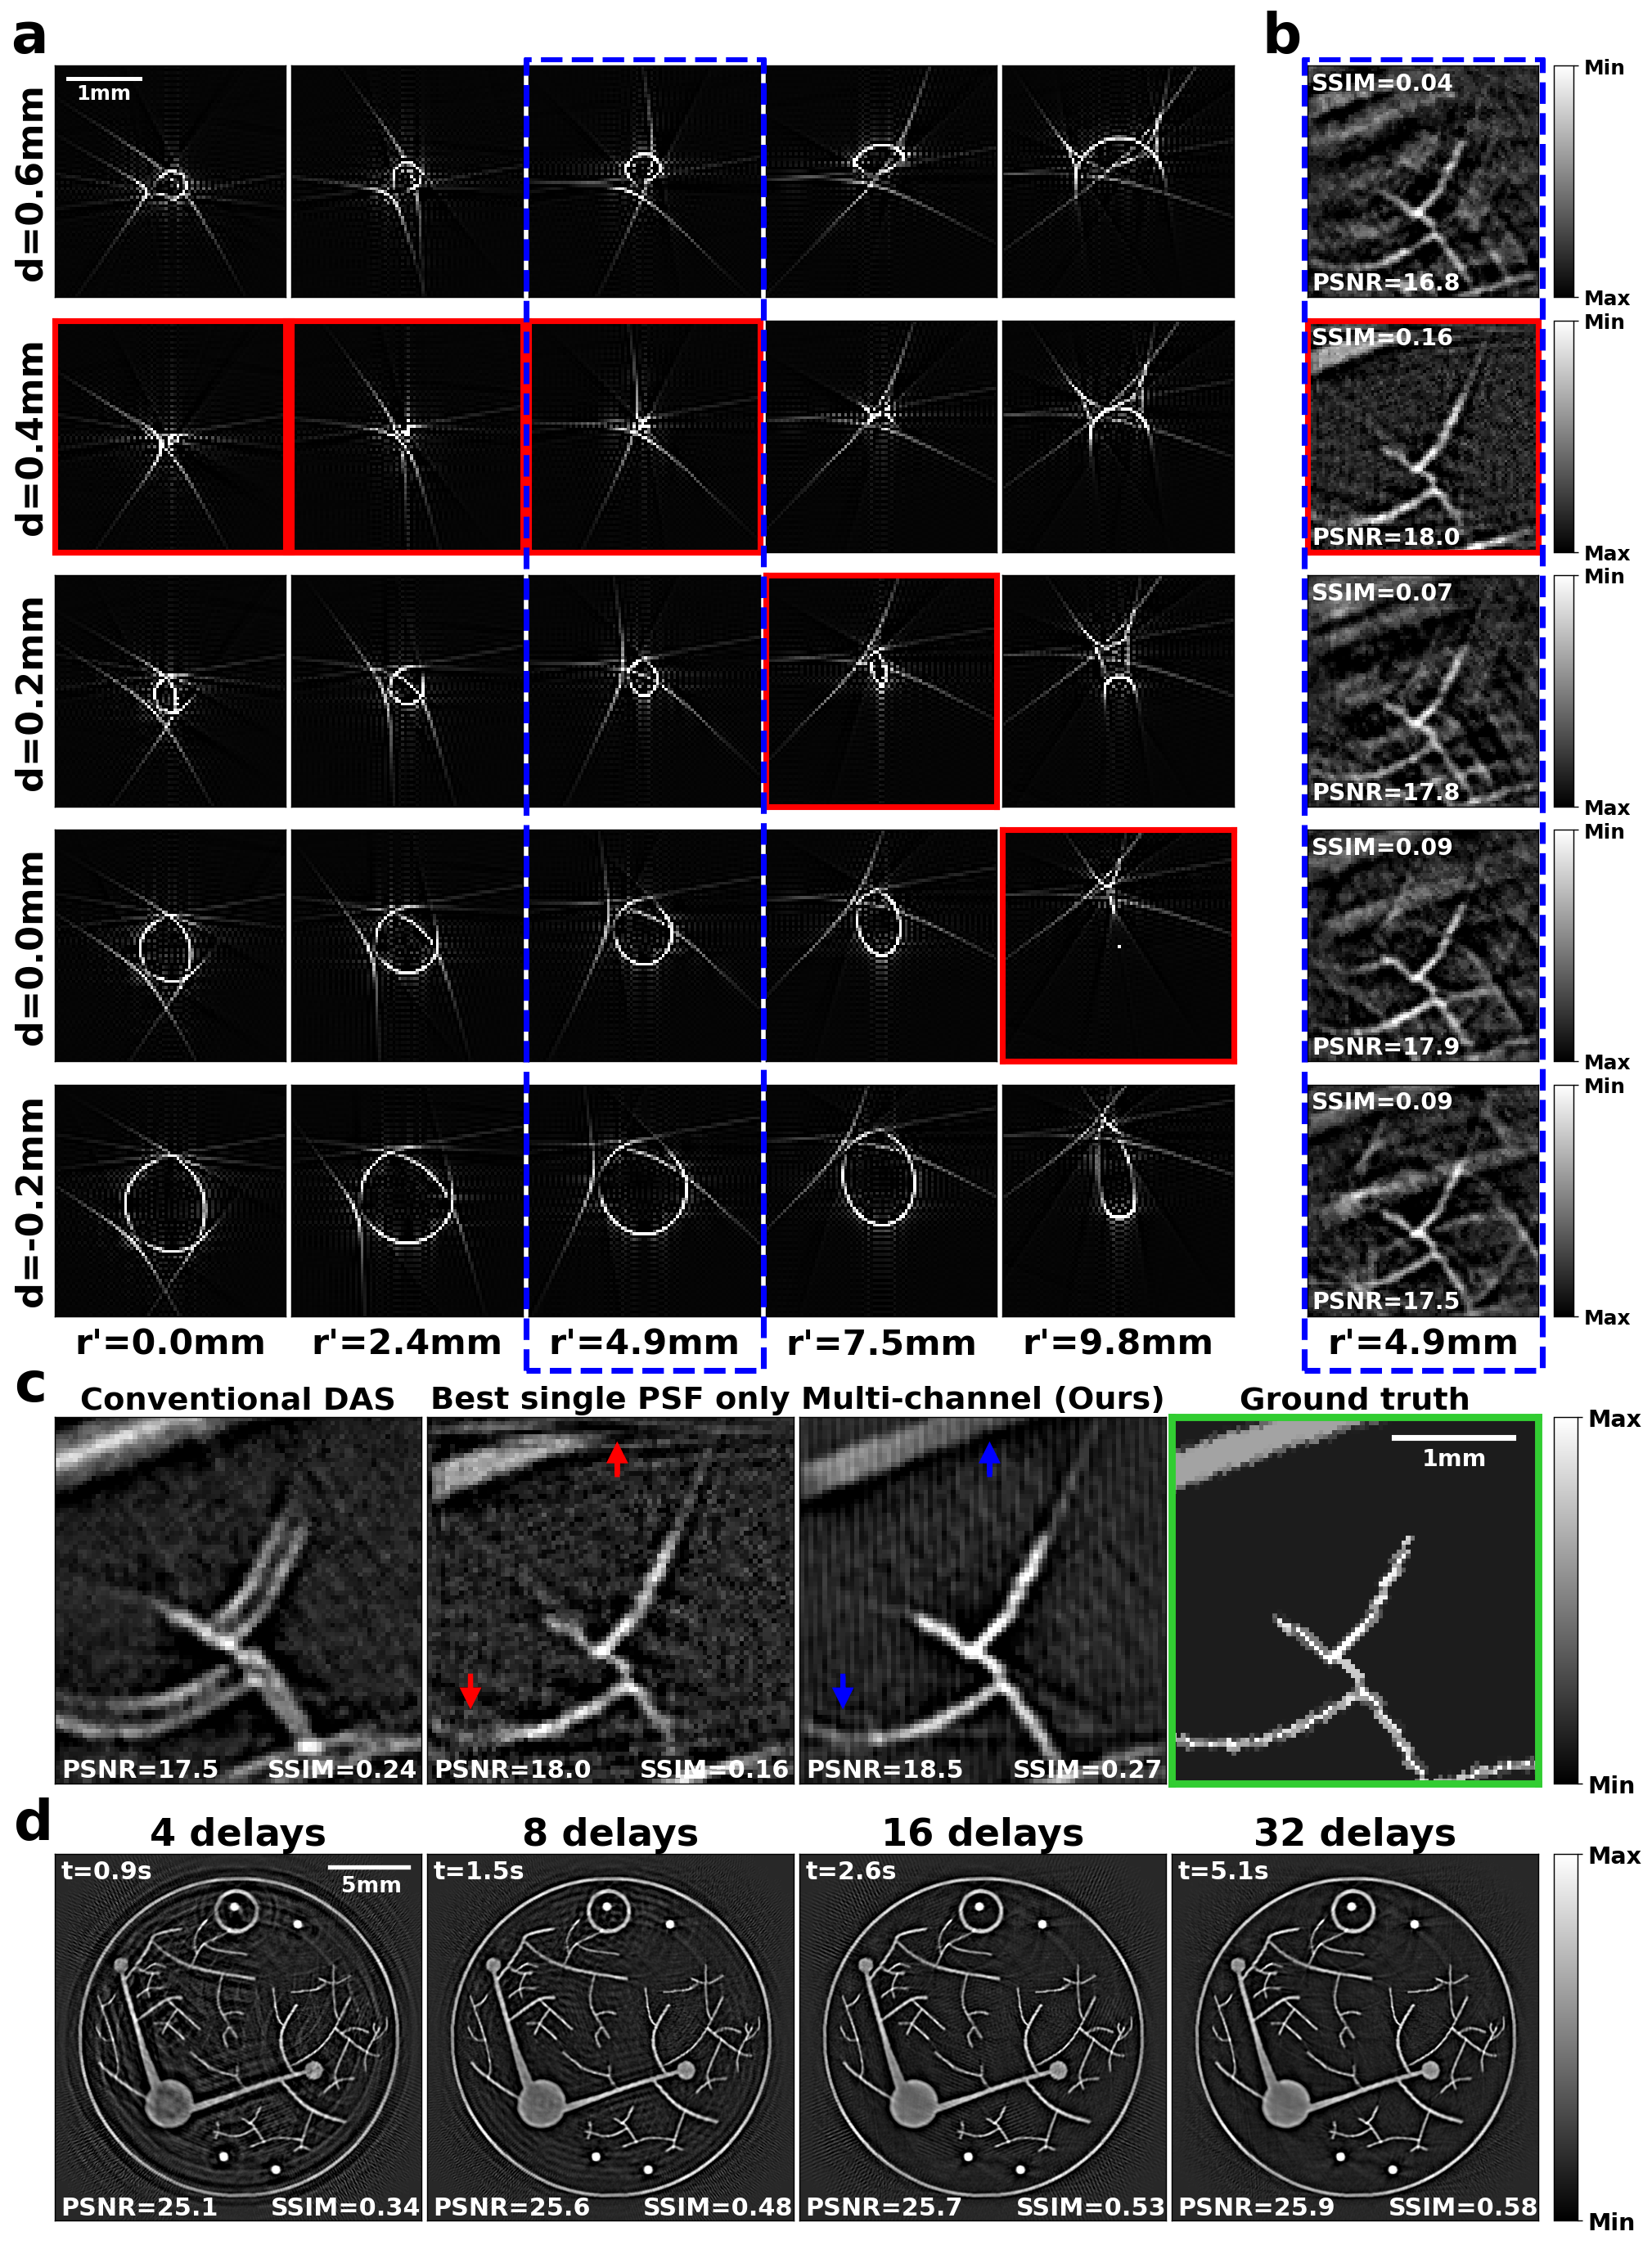 a
b
d=0.6mm
1mm
SSIM=0.04
PSNR=16.8
Min
Max
d=0.4mm
SSIM=0.16
PSNR=18.0
Min
Max
d=0.2mm
SSIM=0.07
PSNR=17.8
Min
Max
d=0.0mm
SSIM=0.09
PSNR=17.9
Min
Max
d=-0.2mm
SSIM=0.09
PSNR=17.5
Min
Max
r'=0.0mm r'=2.4mm r'=4.9mm r'=7.5mm r'=9.8mm r'=4.9mm
c
Conventional DAS Best single PSF only Multi-channel (Ours) Ground truth
1mm
Max
PSNR=17.5 SSIM=0.24 PSNR=18.0 SSIM=0.16 PSNR=18.5 SSIM=0.27
Min
d
4 delays 8 delays 16 delays 32 delays
t=0.9s t=1.5s t=2.6s t=5.1s
5mm
Max
PSNR=25.1 SSIM=0.34 PSNR=25.6 SSIM=0.48 PSNR=25.7 SSIM=0.53 PSNR=25.9 SSIM=0.58
Min